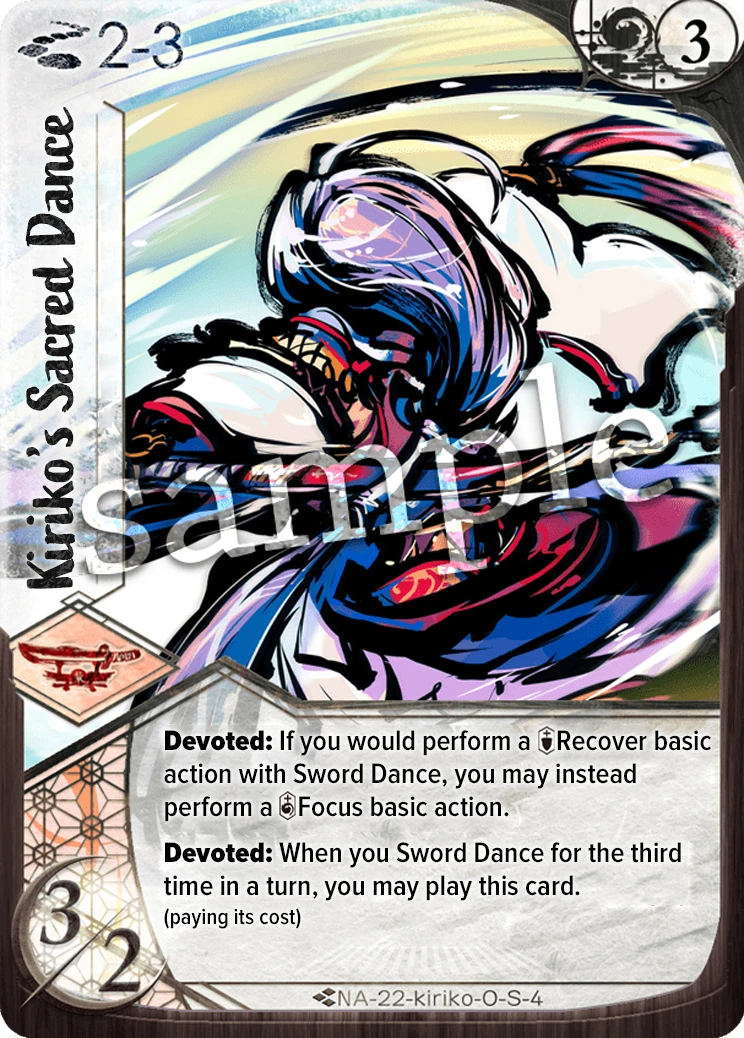 2-3
3
Kiriko's Sacred Dance
sample
Devoted: If you would perform a Recover basic
action with Sword Dance, you may instead
perform a Focus basic action.
Devoted: When you Sword Dance for the third
time in a turn, you may play this card.
(paying its cost)
3/2
NA-22-kiriko-O-S-4